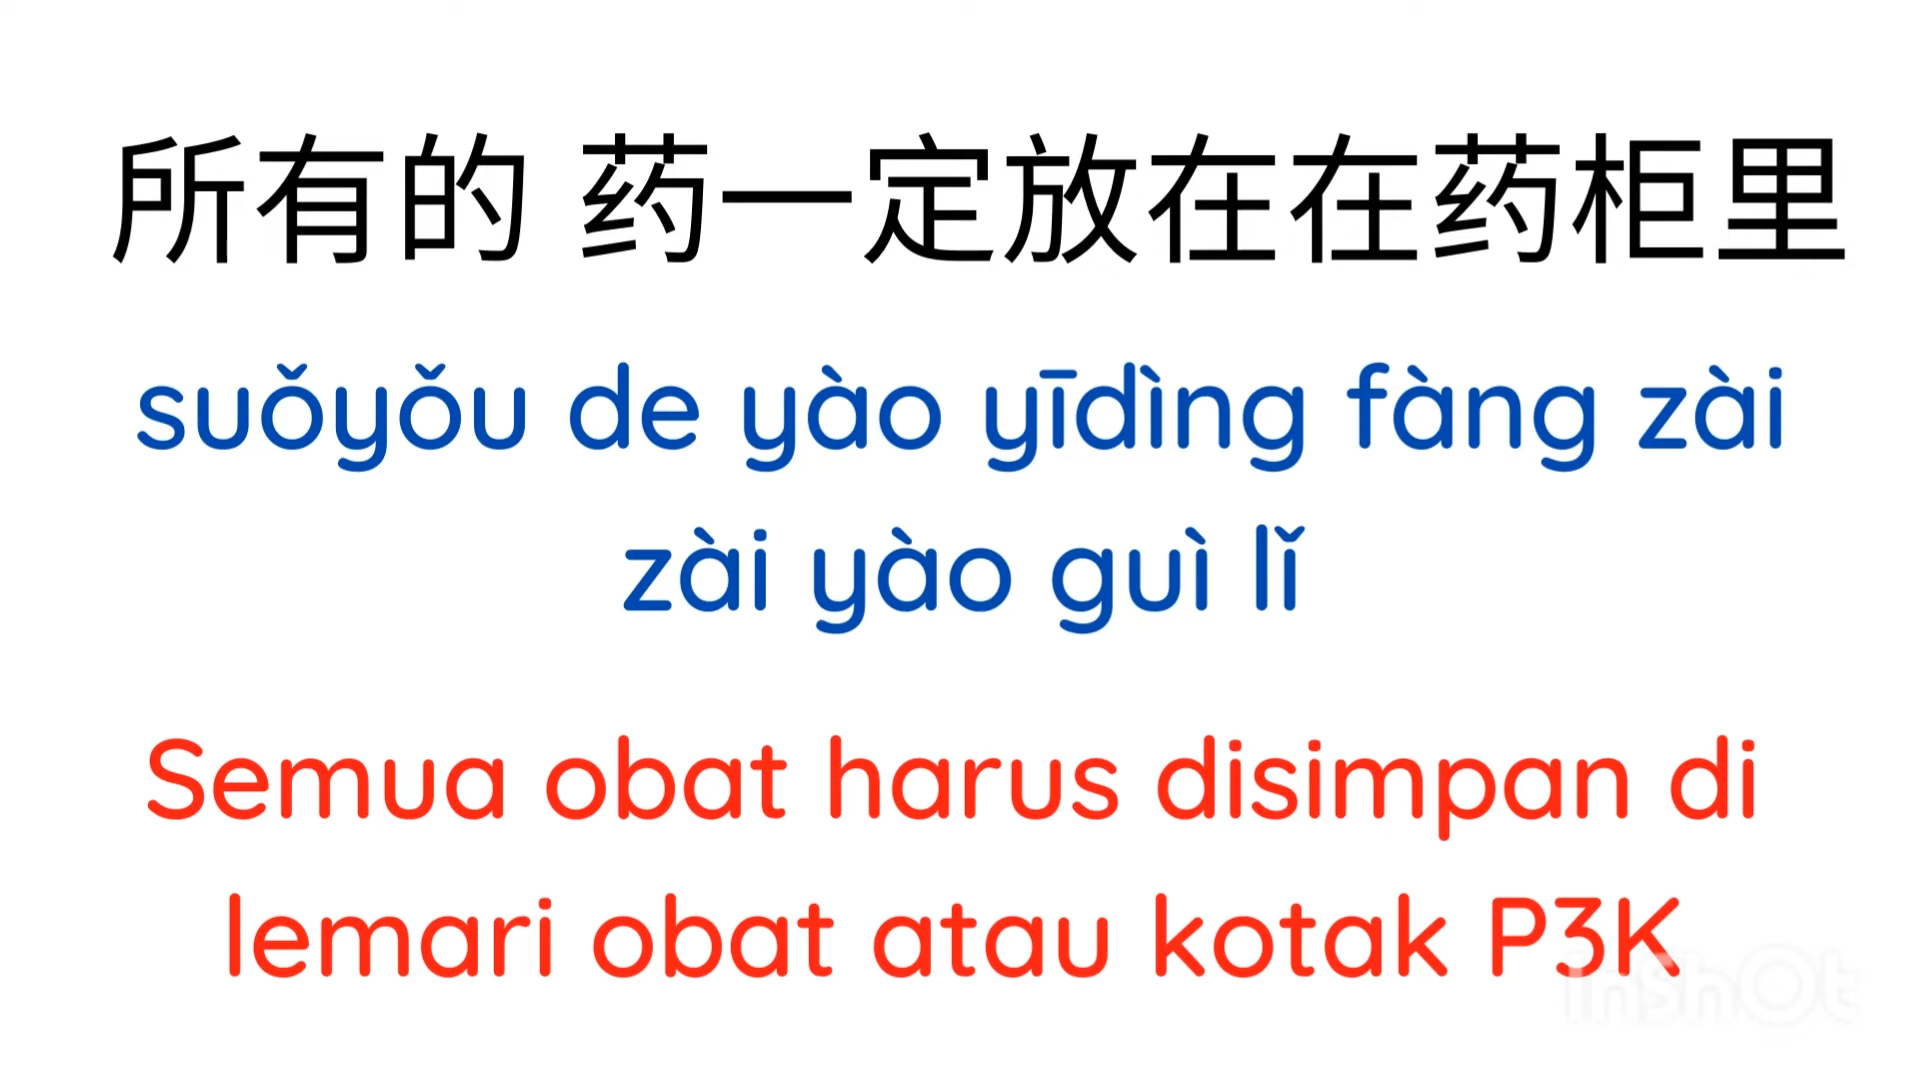 所有的 药一定放在在药柜里
suǒyǒu de yào yīdìng fàng zài
zài yào guì lǐ
Semua obat harus disimpan di
lemari obat atau kotak P3K
InShOt